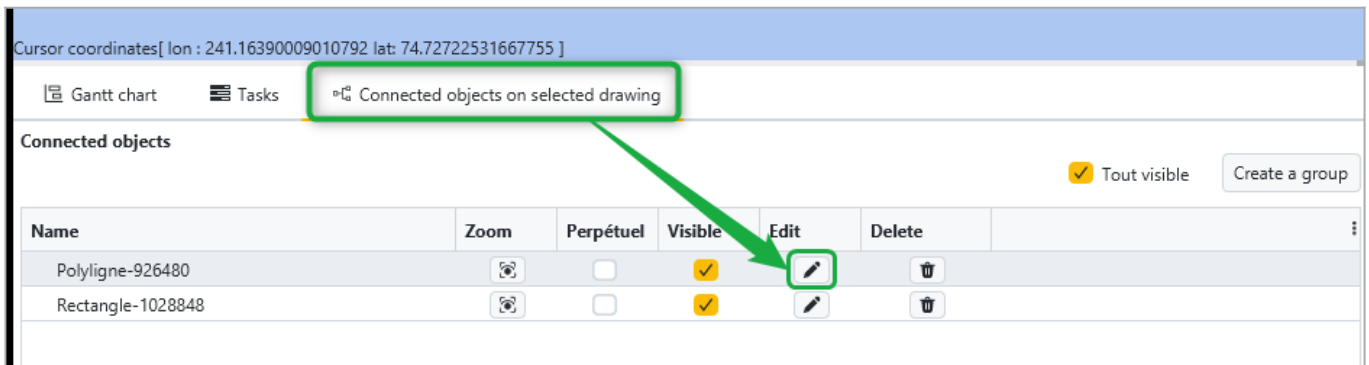 Cursor coordinates[ lon : 241.16390009010792 lat: 74.72722531667755 ]
Gantt chart Tasks Connected objects on selected drawing
Connected objects
Tout visible Create a group
Name Zoom Perpétuel Visible Edit Delete
Polyligne-926480
Rectangle-1028848